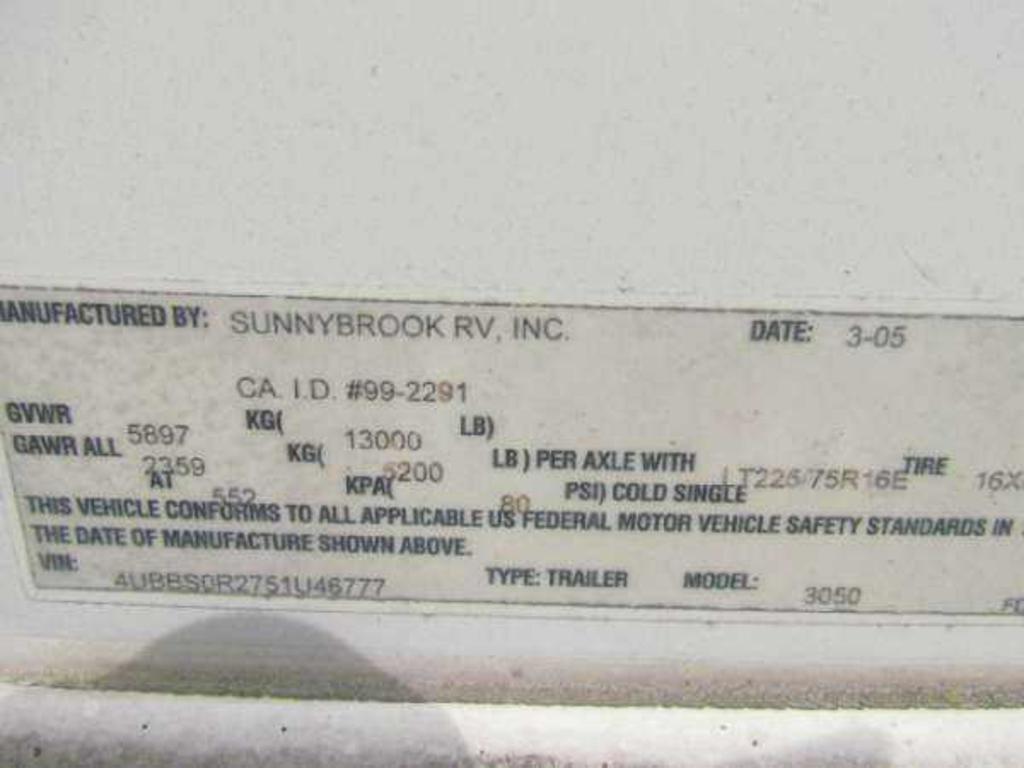 MANUFACTURED BY: SUNNYBROOK RV, INC. DATE: 3-05
CA. I.D. #99-2291
GVWR 5897 KG( 13000 LB)
GAWR ALL 2359 KG( 5200 LB) PER AXLE WITH LT225/75R16E TIRE 16X
AT 552 KPA( 80 PSI) COLD SINGLE
THIS VEHICLE CONFORMS TO ALL APPLICABLE US FEDERAL MOTOR VEHICLE SAFETY STANDARDS IN
THE DATE OF MANUFACTURE SHOWN ABOVE.
VIN: 4UBBS0R2751U46777 TYPE: TRAILER MODEL: 3050